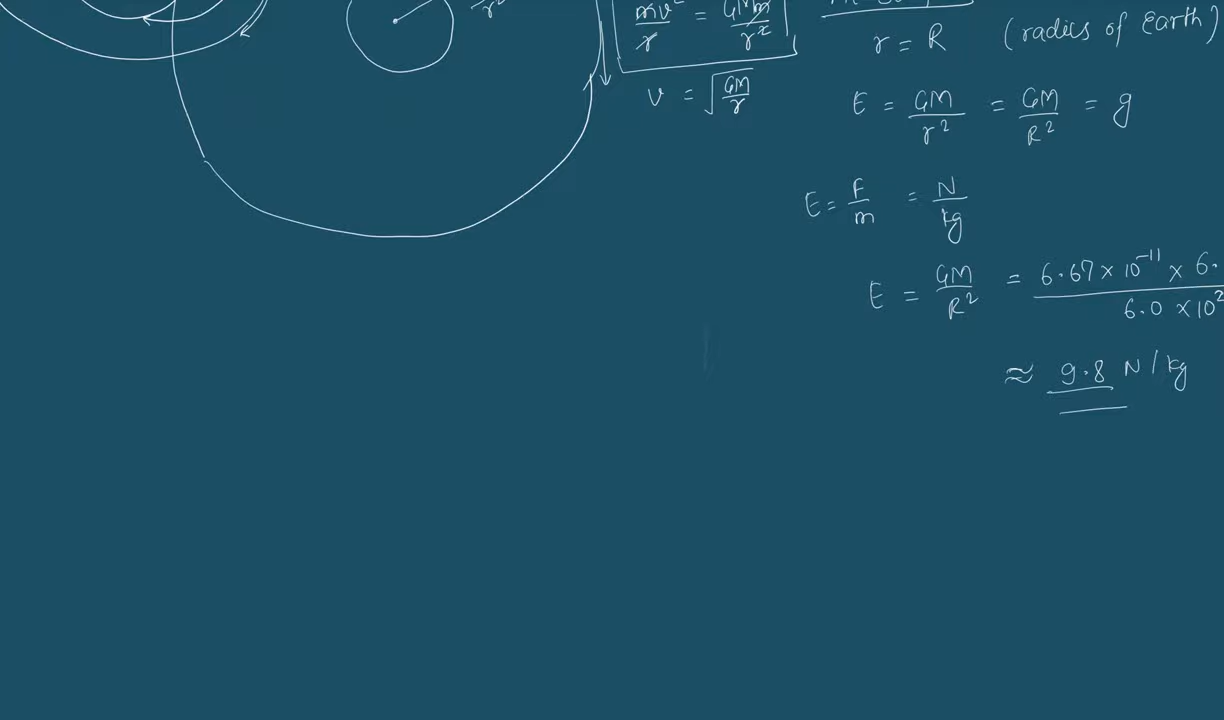 r²
mv² / r = GMm / r²
v = √(GM / r)
r = R (radius of Earth)
E = GM / r² = GM / R² = g
E = F / m = N / kg
E = GM / R² = 6.67 × 10⁻¹¹ × 6. / 6.0 × 10²
≈ 9.8 N/kg